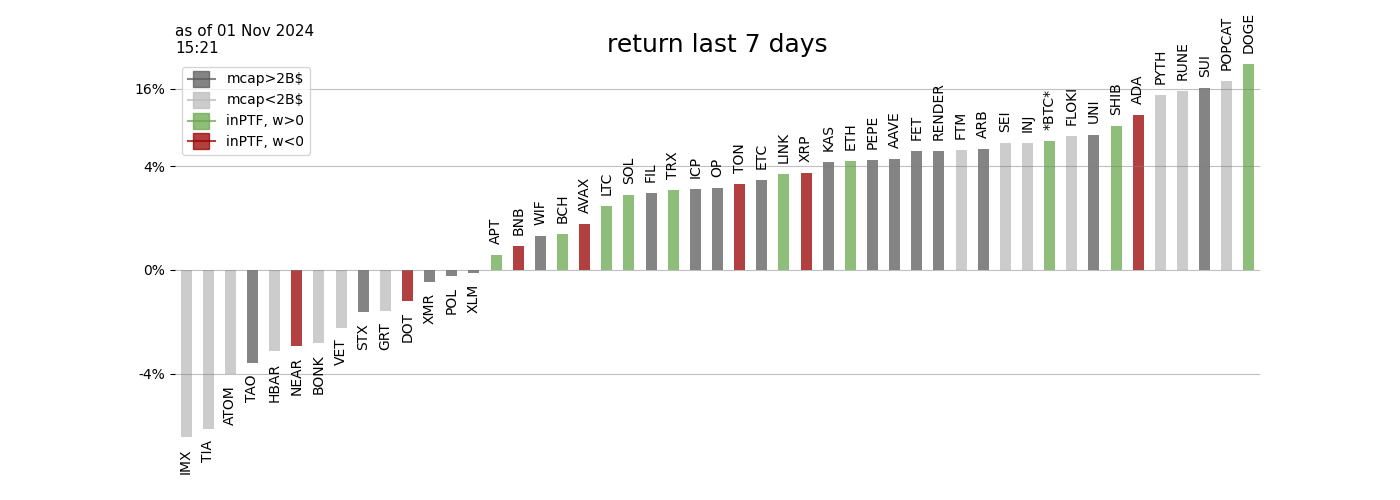 as of 01 Nov 2024
15:21
return last 7 days
mcap>2B$
mcap<2B$
inPTF, w>0
inPTF, w<0
16%
4%
0%
-4%
IMX
TIA
ATOM
TAO
HBAR
NEAR
BONK
VET
STX
GRT
DOT
XMR
POL
XLM
APT
BNB
WIF
BCH
AVAX
LTC
SOL
FIL
TRX
ICP
OP
TON
ETC
LINK
XRP
KAS
ETH
PEPE
AAVE
FET
RENDER
FTM
ARB
SEI
INJ
*BTC*
FLOKI
UNI
SHIB
ADA
PYTH
RUNE
SUI
POPCAT
DOGE